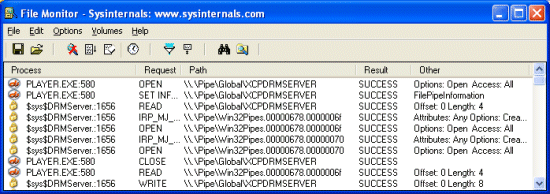 File Monitor - Sysinternals: www.sysinternals.com
File Edit Options Volumes Help
Process Request Path Result Other
PLAYER.EXE:580 OPEN \\.\Pipe\Global\XCPDRMSERVER SUCCESS Options: Open Access: All
PLAYER.EXE:580 SET INF... \\.\Pipe\Global\XCPDRMSERVER SUCCESS FilePipeInformation
$sys$DRMServer.:1656 READ \\.\Pipe\Global\XCPDRMSERVER SUCCESS Offset: 0 Length: 4
$sys$DRMServer.:1656 IRP_MJ_... \\.\Pipe\Win32Pipes.00000678.0000006f SUCCESS Attributes: Any Options: Crea...
$sys$DRMServer.:1656 OPEN \\.\Pipe\Win32Pipes.00000678.0000006f SUCCESS Options: Open Access: All
$sys$DRMServer.:1656 IRP_MJ_... \\.\Pipe\Win32Pipes.00000678.00000070 SUCCESS Attributes: Any Options: Crea...
$sys$DRMServer.:1656 OPEN \\.\Pipe\Win32Pipes.00000678.00000070 SUCCESS Options: Open Access: All
PLAYER.EXE:580 CLOSE \\.\Pipe\Global\XCPDRMSERVER SUCCESS
PLAYER.EXE:580 READ \\.\Pipe\Global\XCPDRMSERVER SUCCESS Offset: 0 Length: 4
$sys$DRMServer.:1656 WRITE \\.\Pipe\Global\XCPDRMSERVER SUCCESS Offset: 0 Length: 8